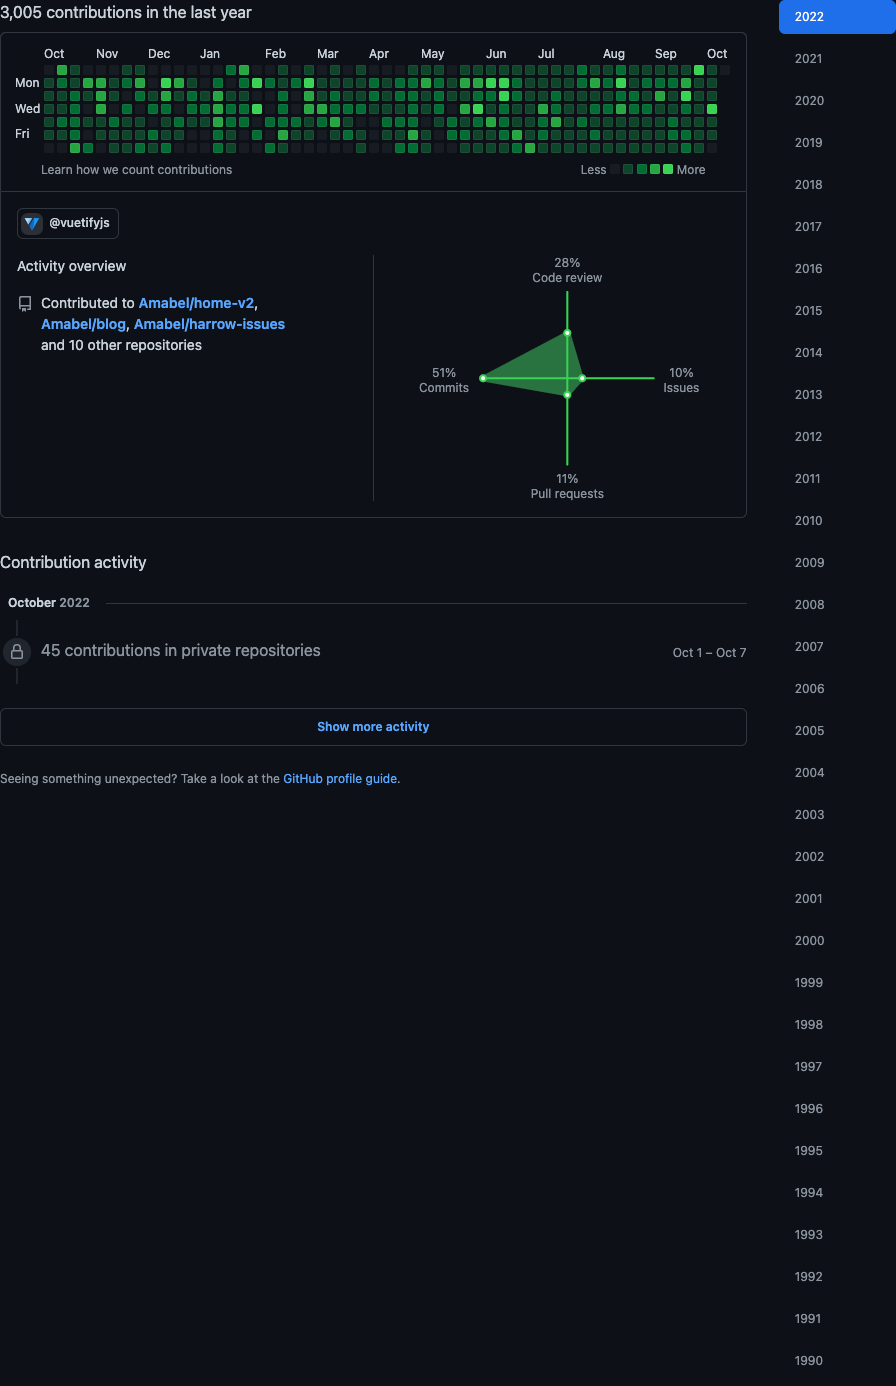 3,005 contributions in the last year
Oct Nov Dec Jan Feb Mar Apr May Jun Jul Aug Sep Oct
Mon
Wed
Fri
Learn how we count contributions
Less More
@vuetifyjs
Activity overview
Contributed to Amabel/home-v2,
Amabel/blog, Amabel/harrow-issues
and 10 other repositories
28%
Code review
51%
Commits
10%
Issues
11%
Pull requests
Contribution activity
October 2022
45 contributions in private repositories
Oct 1 – Oct 7
Show more activity
Seeing something unexpected? Take a look at the GitHub profile guide.
2022
2021
2020
2019
2018
2017
2016
2015
2014
2013
2012
2011
2010
2009
2008
2007
2006
2005
2004
2003
2002
2001
2000
1999
1998
1997
1996
1995
1994
1993
1992
1991
1990